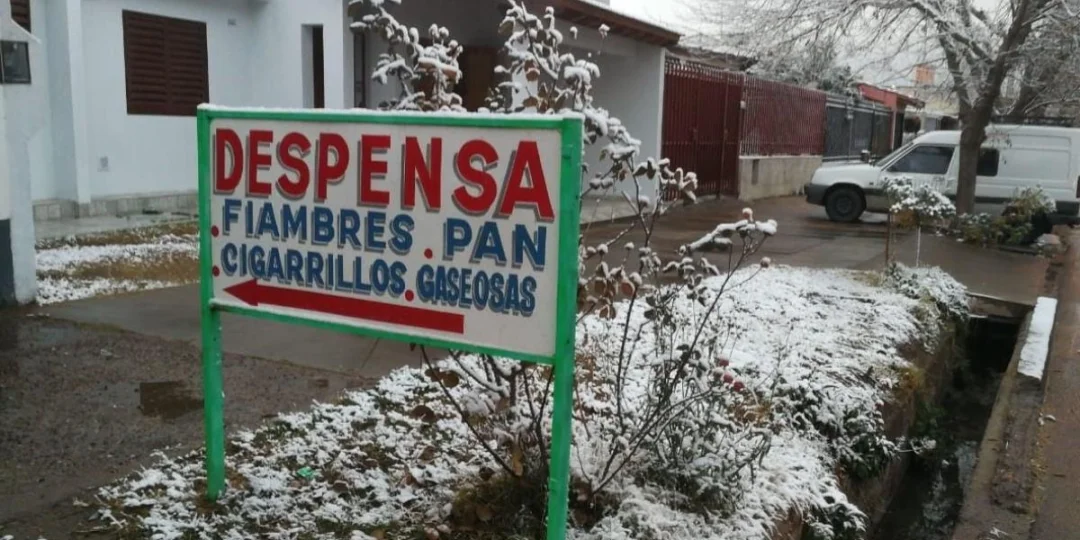 DESPENSA
.FIAMBRES.PAN
.CIGARRILLOS.GASEOSAS